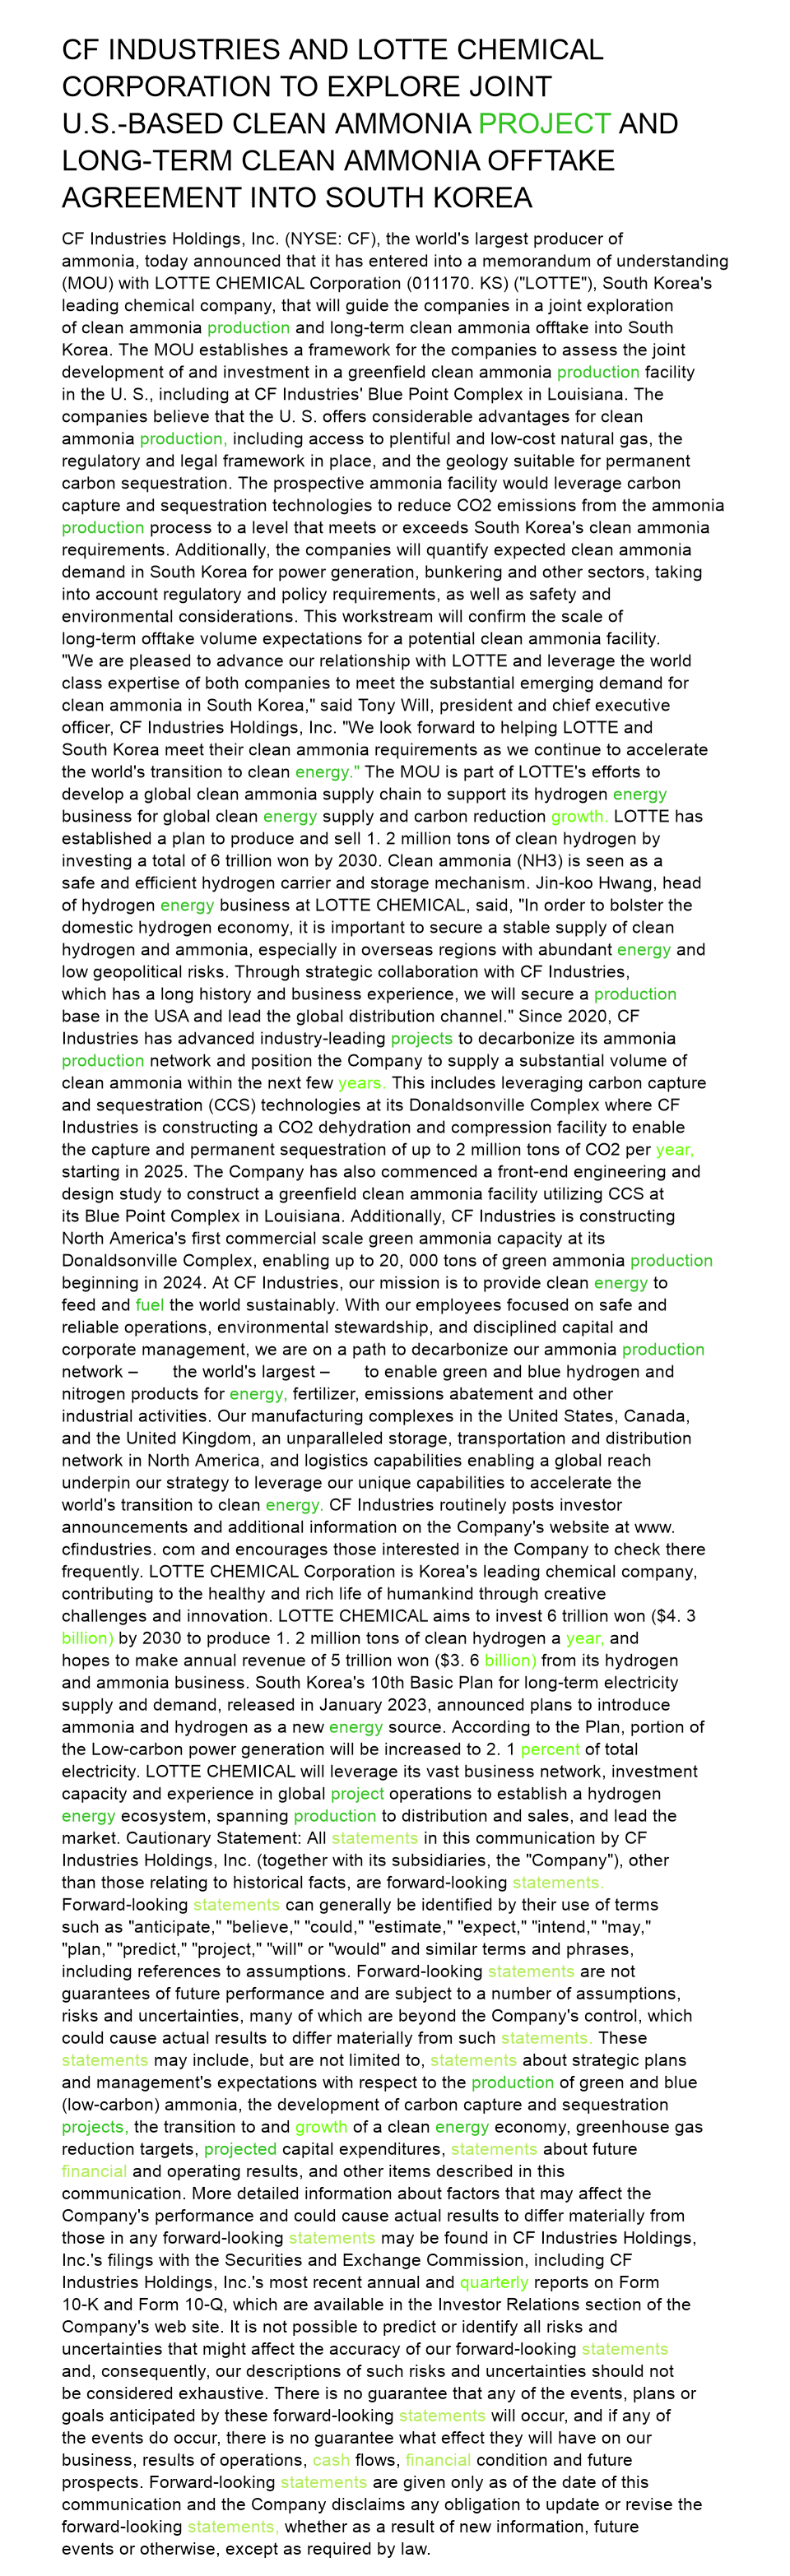 CF INDUSTRIES AND LOTTE CHEMICAL
CORPORATION TO EXPLORE JOINT
U.S.-BASED CLEAN AMMONIA PROJECT AND
LONG-TERM CLEAN AMMONIA OFFTAKE
AGREEMENT INTO SOUTH KOREA
CF Industries Holdings, Inc. (NYSE: CF), the world's largest producer of
ammonia, today announced that it has entered into a memorandum of understanding
(MOU) with LOTTE CHEMICAL Corporation (011170. KS) ("LOTTE"), South Korea's
leading chemical company, that will guide the companies in a joint exploration
of clean ammonia production and long-term clean ammonia offtake into South
Korea. The MOU establishes a framework for the companies to assess the joint
development of and investment in a greenfield clean ammonia production facility
in the U. S., including at CF Industries' Blue Point Complex in Louisiana. The
companies believe that the U. S. offers considerable advantages for clean
ammonia production, including access to plentiful and low-cost natural gas, the
regulatory and legal framework in place, and the geology suitable for permanent
carbon sequestration. The prospective ammonia facility would leverage carbon
capture and sequestration technologies to reduce CO2 emissions from the ammonia
production process to a level that meets or exceeds South Korea's clean ammonia
requirements. Additionally, the companies will quantify expected clean ammonia
demand in South Korea for power generation, bunkering and other sectors, taking
into account regulatory and policy requirements, as well as safety and
environmental considerations. This workstream will confirm the scale of
long-term offtake volume expectations for a potential clean ammonia facility.
"We are pleased to advance our relationship with LOTTE and leverage the world
class expertise of both companies to meet the substantial emerging demand for
clean ammonia in South Korea," said Tony Will, president and chief executive
officer, CF Industries Holdings, Inc. "We look forward to helping LOTTE and
South Korea meet their clean ammonia requirements as we continue to accelerate
the world's transition to clean energy." The MOU is part of LOTTE's efforts to
develop a global clean ammonia supply chain to support its hydrogen energy
business for global clean energy supply and carbon reduction growth. LOTTE has
established a plan to produce and sell 1. 2 million tons of clean hydrogen by
investing a total of 6 trillion won by 2030. Clean ammonia (NH3) is seen as a
safe and efficient hydrogen carrier and storage mechanism. Jin-koo Hwang, head
of hydrogen energy business at LOTTE CHEMICAL, said, "In order to bolster the
domestic hydrogen economy, it is important to secure a stable supply of clean
hydrogen and ammonia, especially in overseas regions with abundant energy and
low geopolitical risks. Through strategic collaboration with CF Industries,
which has a long history and business experience, we will secure a production
base in the USA and lead the global distribution channel." Since 2020, CF
Industries has advanced industry-leading projects to decarbonize its ammonia
production network and position the Company to supply a substantial volume of
clean ammonia within the next few years. This includes leveraging carbon capture
and sequestration (CCS) technologies at its Donaldsonville Complex where CF
Industries is constructing a CO2 dehydration and compression facility to enable
the capture and permanent sequestration of up to 2 million tons of CO2 per year,
starting in 2025. The Company has also commenced a front-end engineering and
design study to construct a greenfield clean ammonia facility utilizing CCS at
its Blue Point Complex in Louisiana. Additionally, CF Industries is constructing
North America's first commercial scale green ammonia capacity at its
Donaldsonville Complex, enabling up to 20, 000 tons of green ammonia production
beginning in 2024. At CF Industries, our mission is to provide clean energy to
feed and fuel the world sustainably. With our employees focused on safe and
reliable operations, environmental stewardship, and disciplined capital and
corporate management, we are on a path to decarbonize our ammonia production
network – the world's largest – to enable green and blue hydrogen and
nitrogen products for energy, fertilizer, emissions abatement and other
industrial activities. Our manufacturing complexes in the United States, Canada,
and the United Kingdom, an unparalleled storage, transportation and distribution
network in North America, and logistics capabilities enabling a global reach
underpin our strategy to leverage our unique capabilities to accelerate the
world's transition to clean energy. CF Industries routinely posts investor
announcements and additional information on the Company's website at www.
cfindustries. com and encourages those interested in the Company to check there
frequently. LOTTE CHEMICAL Corporation is Korea's leading chemical company,
contributing to the healthy and rich life of humankind through creative
challenges and innovation. LOTTE CHEMICAL aims to invest 6 trillion won ($4. 3
billion) by 2030 to produce 1. 2 million tons of clean hydrogen a year, and
hopes to make annual revenue of 5 trillion won ($3. 6 billion) from its hydrogen
and ammonia business. South Korea's 10th Basic Plan for long-term electricity
supply and demand, released in January 2023, announced plans to introduce
ammonia and hydrogen as a new energy source. According to the Plan, portion of
the Low-carbon power generation will be increased to 2. 1 percent of total
electricity. LOTTE CHEMICAL will leverage its vast business network, investment
capacity and experience in global project operations to establish a hydrogen
energy ecosystem, spanning production to distribution and sales, and lead the
market. Cautionary Statement: All statements in this communication by CF
Industries Holdings, Inc. (together with its subsidiaries, the "Company"), other
than those relating to historical facts, are forward-looking statements.
Forward-looking statements can generally be identified by their use of terms
such as "anticipate," "believe," "could," "estimate," "expect," "intend," "may,"
"plan," "predict," "project," "will" or "would" and similar terms and phrases,
including references to assumptions. Forward-looking statements are not
guarantees of future performance and are subject to a number of assumptions,
risks and uncertainties, many of which are beyond the Company's control, which
could cause actual results to differ materially from such statements. These
statements may include, but are not limited to, statements about strategic plans
and management's expectations with respect to the production of green and blue
(low-carbon) ammonia, the development of carbon capture and sequestration
projects, the transition to and growth of a clean energy economy, greenhouse gas
reduction targets, projected capital expenditures, statements about future
financial and operating results, and other items described in this
communication. More detailed information about factors that may affect the
Company's performance and could cause actual results to differ materially from
those in any forward-looking statements may be found in CF Industries Holdings,
Inc.'s filings with the Securities and Exchange Commission, including CF
Industries Holdings, Inc.'s most recent annual and quarterly reports on Form
10-K and Form 10-Q, which are available in the Investor Relations section of the
Company's web site. It is not possible to predict or identify all risks and
uncertainties that might affect the accuracy of our forward-looking statements
and, consequently, our descriptions of such risks and uncertainties should not
be considered exhaustive. There is no guarantee that any of the events, plans or
goals anticipated by these forward-looking statements will occur, and if any of
the events do occur, there is no guarantee what effect they will have on our
business, results of operations, cash flows, financial condition and future
prospects. Forward-looking statements are given only as of the date of this
communication and the Company disclaims any obligation to update or revise the
forward-looking statements, whether as a result of new information, future
events or otherwise, except as required by law.